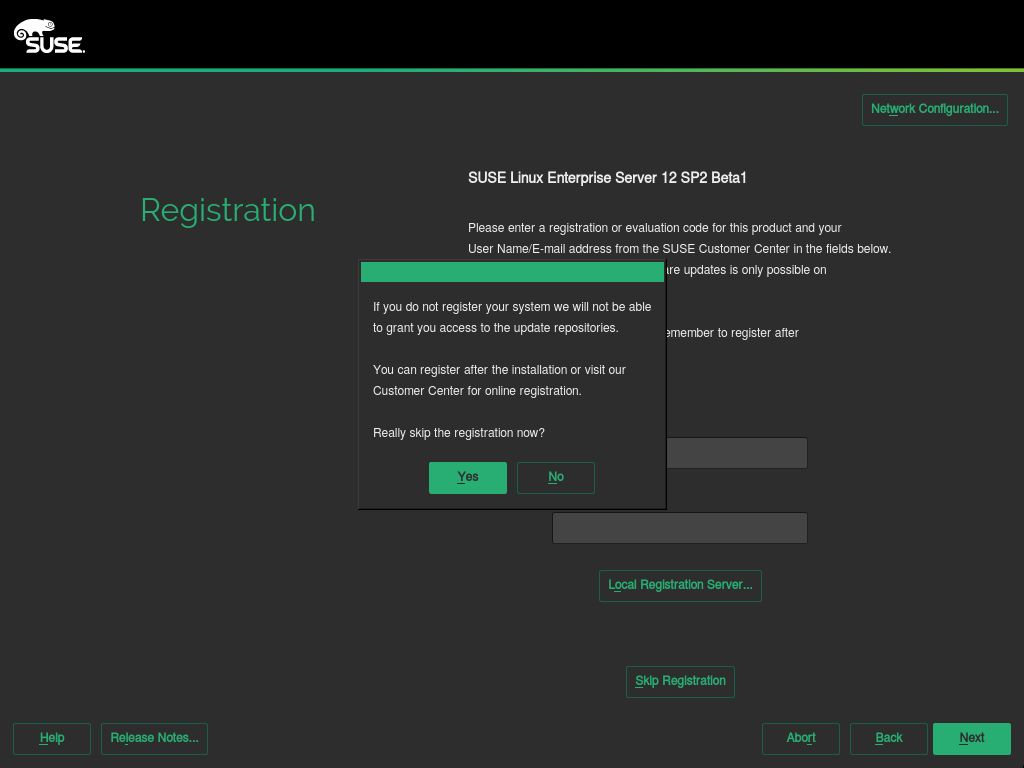 SUSE.
Network Configuration...
Registration
SUSE Linux Enterprise Server 12 SP2 Beta1
Please enter a registration or evaluation code for this product and your
User Name/E-mail address from the SUSE Customer Center in the fields below.
updates is only possible on
to register after
If you do not register your system we will not be able
to grant you access to the update repositories.
You can register after the installation or visit our
Customer Center for online registration.
Really skip the registration now?
Yes
No
Local Registration Server...
Skip Registration
Help
Release Notes...
Abort
Back
Next